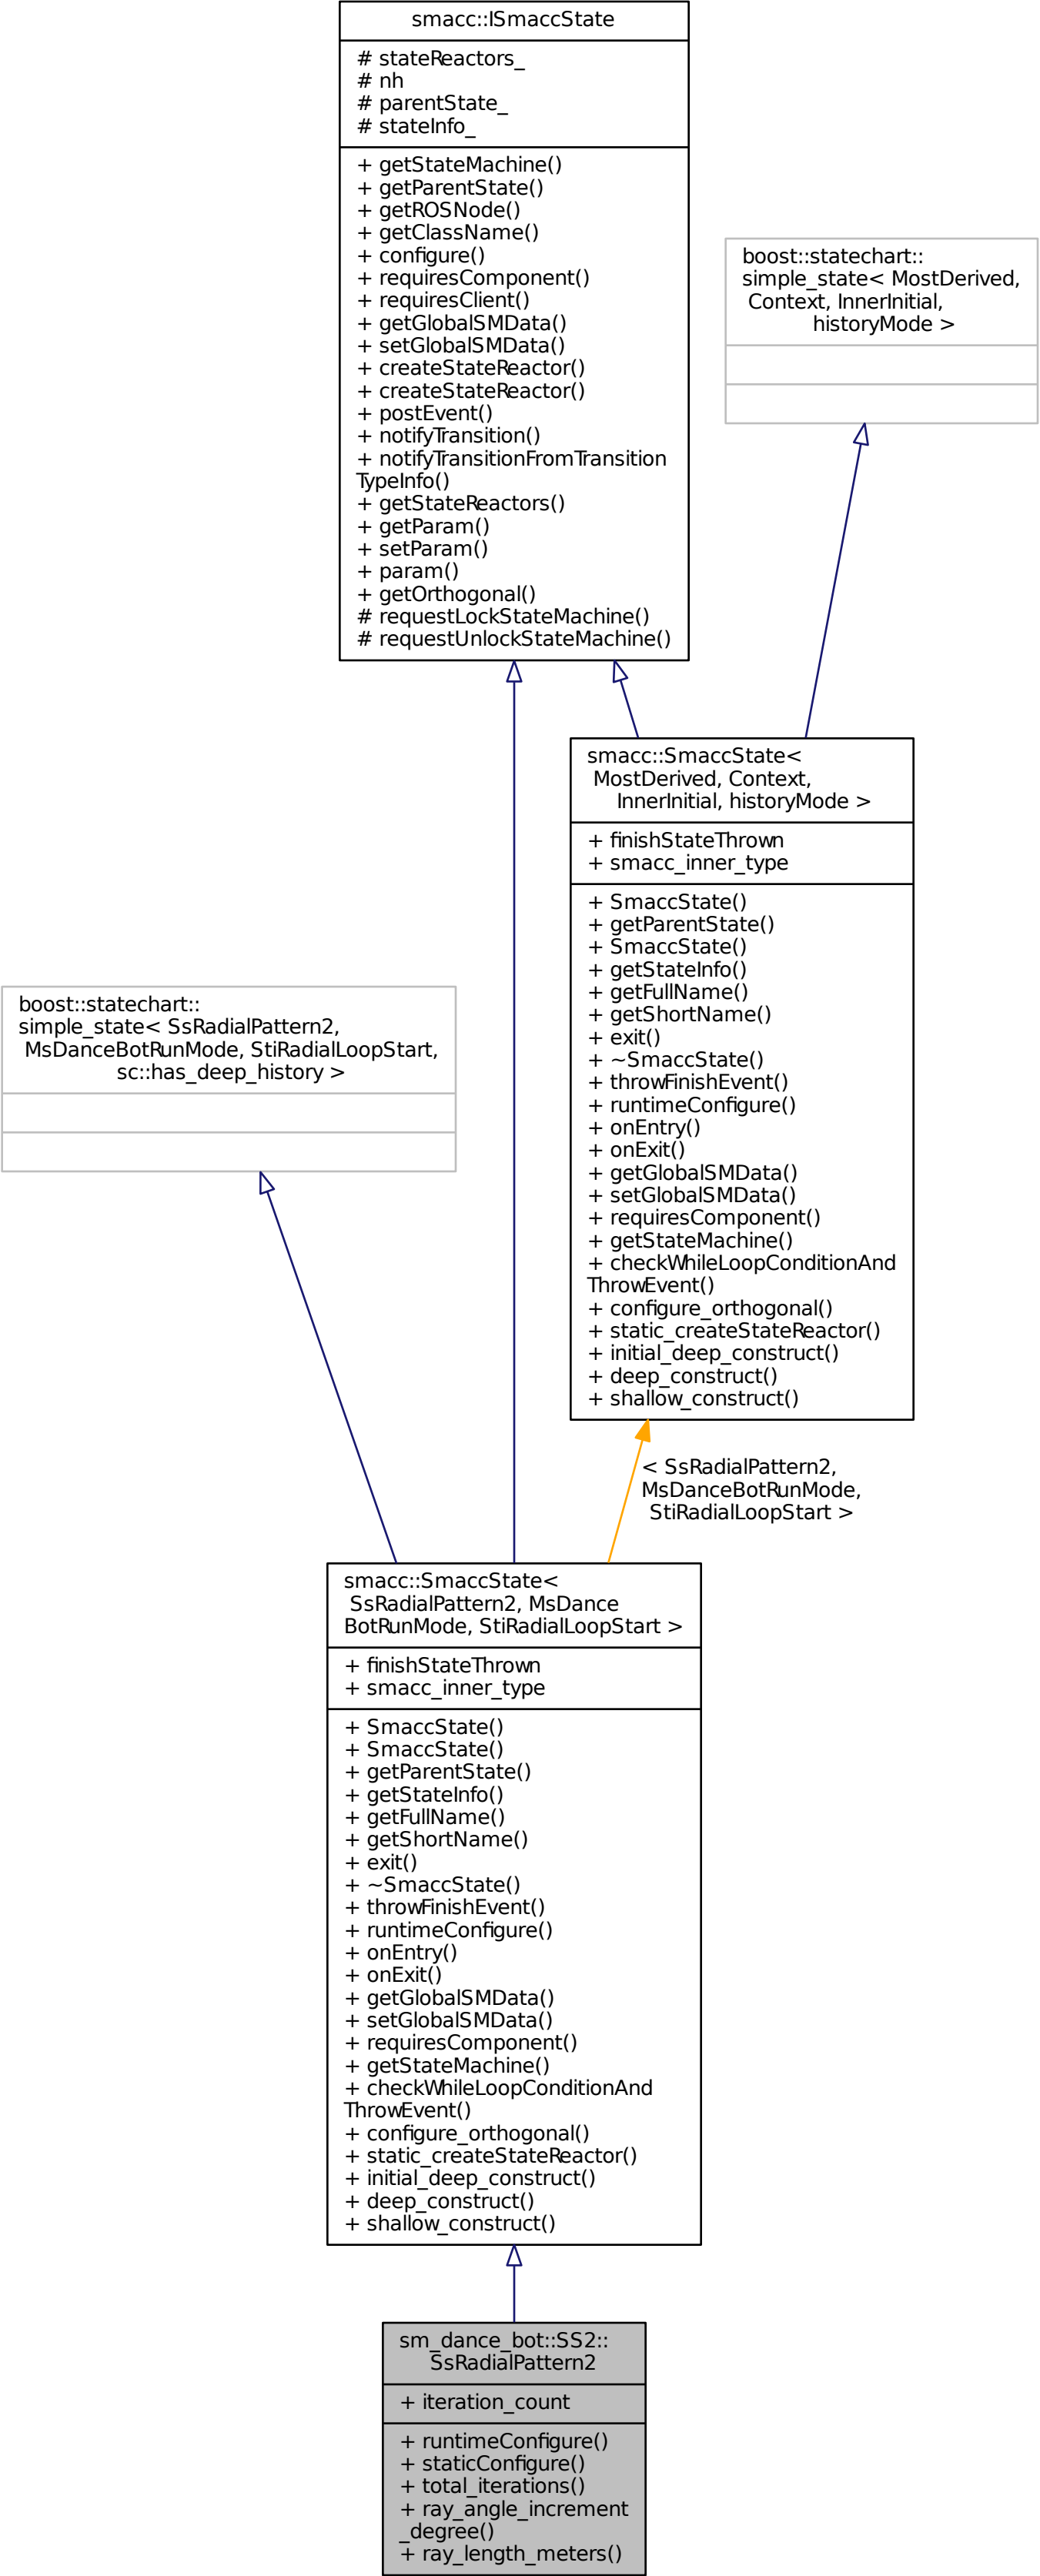 smacc::ISmaccState
# stateReactors_
# nh
# parentState_
# stateInfo_
+ getStateMachine()
+ getParentState()
+ getROSNode()
+ getClassName()
+ configure()
+ requiresComponent()
+ requiresClient()
+ getGlobalSMData()
+ setGlobalSMData()
+ createStateReactor()
+ createStateReactor()
+ postEvent()
+ notifyTransition()
+ notifyTransitionFromTransition
TypeInfo()
+ getStateReactors()
+ getParam()
+ setParam()
+ param()
+ getOrthogonal()
# requestLockStateMachine()
# requestUnlockStateMachine()
boost::statechart::
simple_state< MostDerived,
Context, InnerInitial,
historyMode >
smacc::SmaccState<
MostDerived, Context,
InnerInitial, historyMode >
+ finishStateThrown
+ smacc_inner_type
+ SmaccState()
+ getParentState()
+ SmaccState()
+ getStateInfo()
+ getFullName()
+ getShortName()
+ exit()
+ ~SmaccState()
+ throwFinishEvent()
+ runtimeConfigure()
+ onEntry()
+ onExit()
+ getGlobalSMData()
+ setGlobalSMData()
+ requiresComponent()
+ getStateMachine()
+ checkWhileLoopConditionAnd
ThrowEvent()
+ configure_orthogonal()
+ static_createStateReactor()
+ initial_deep_construct()
+ deep_construct()
+ shallow_construct()
boost::statechart::
simple_state< SsRadialPattern2,
MsDanceBotRunMode, StiRadialLoopStart,
sc::has_deep_history >
< SsRadialPattern2,
MsDanceBotRunMode,
StiRadialLoopStart >
smacc::SmaccState<
SsRadialPattern2, MsDance
BotRunMode, StiRadialLoopStart >
+ finishStateThrown
+ smacc_inner_type
+ SmaccState()
+ SmaccState()
+ getParentState()
+ getStateInfo()
+ getFullName()
+ getShortName()
+ exit()
+ ~SmaccState()
+ throwFinishEvent()
+ runtimeConfigure()
+ onEntry()
+ onExit()
+ getGlobalSMData()
+ setGlobalSMData()
+ requiresComponent()
+ getStateMachine()
+ checkWhileLoopConditionAnd
ThrowEvent()
+ configure_orthogonal()
+ static_createStateReactor()
+ initial_deep_construct()
+ deep_construct()
+ shallow_construct()
sm_dance_bot::SS2::
SsRadialPattern2
+ iteration_count
+ runtimeConfigure()
+ staticConfigure()
+ total_iterations()
+ ray_angle_increment
_degree()
+ ray_length_meters()